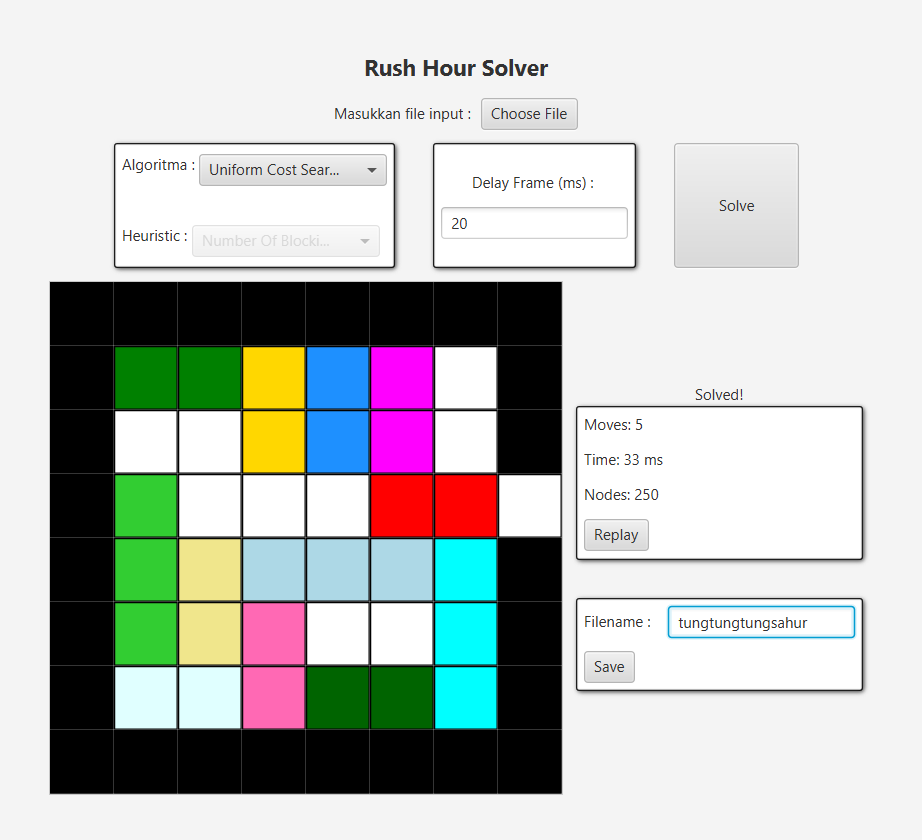 Rush Hour Solver
Masukkan file input :
Choose File
Algoritma :
Uniform Cost Sear...
Heuristic :
Number Of Blocki...
Delay Frame (ms) :
20
Solve
Solved!
Moves: 5
Time: 33 ms
Nodes: 250
Replay
Filename :
tungtungtungsahur
Save